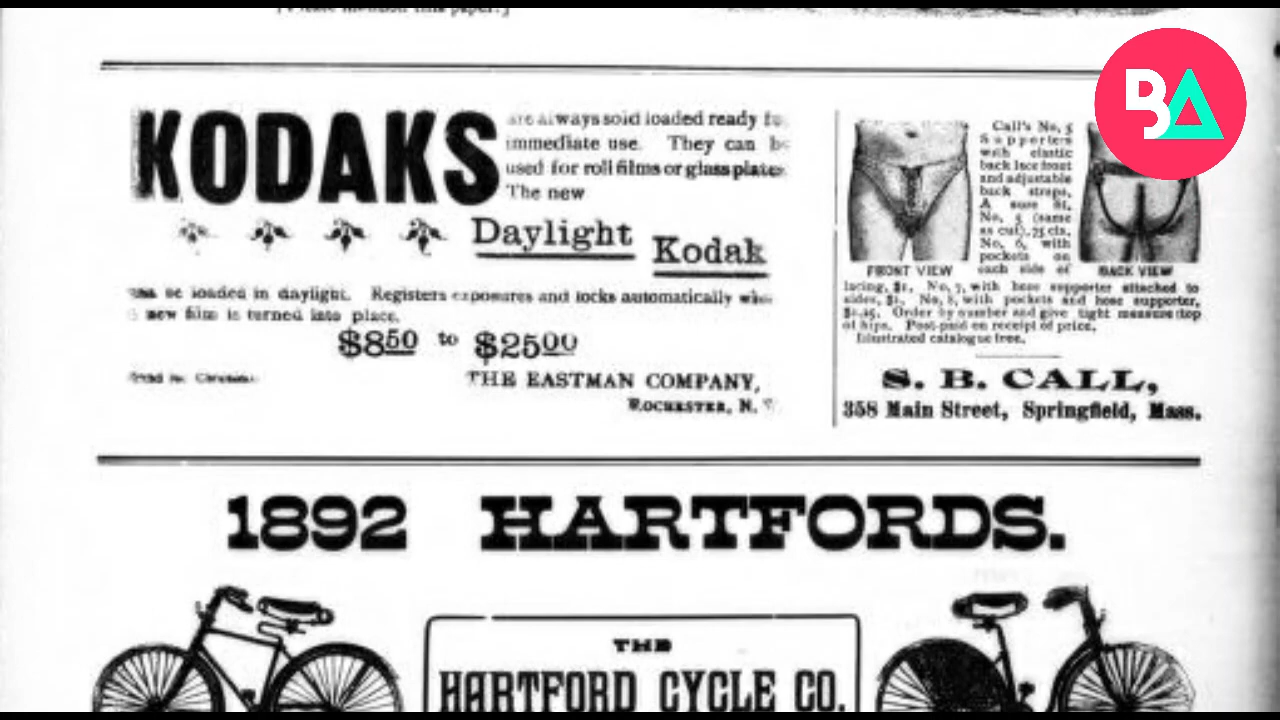 [Please mention this paper.]
KODAKS
are always sold loaded ready
immediate use. They can
used for roll films or glass plates
The new
Daylight Kodak
be loaded in daylight. Registers exposures and locks automatically
new film is turned into place.
$8.50 to $25.00
THE EASTMAN COMPANY,
ROCHESTER, N.
Call's No. 5
Supporters
with elastic
back lace front
and adjustable
back straps.
A sure fit.
No. 5 (same
as cut). 75 cts.
No. 6, with
pockets on
each side of
FRONT VIEW
BACK VIEW
lacing, $1. No. 7, with hose supporter attached to
sides, $1. No. 8, with pockets and hose supporter,
$1.25. Order by number and give tight measure top
of hips. Post-paid on receipt of price.
Illustrated catalogue free.
S. B. CALL,
358 Main Street, Springfield, Mass.
1892 HARTFORDS.
THE
HARTFORD CYCLE CO.
BA